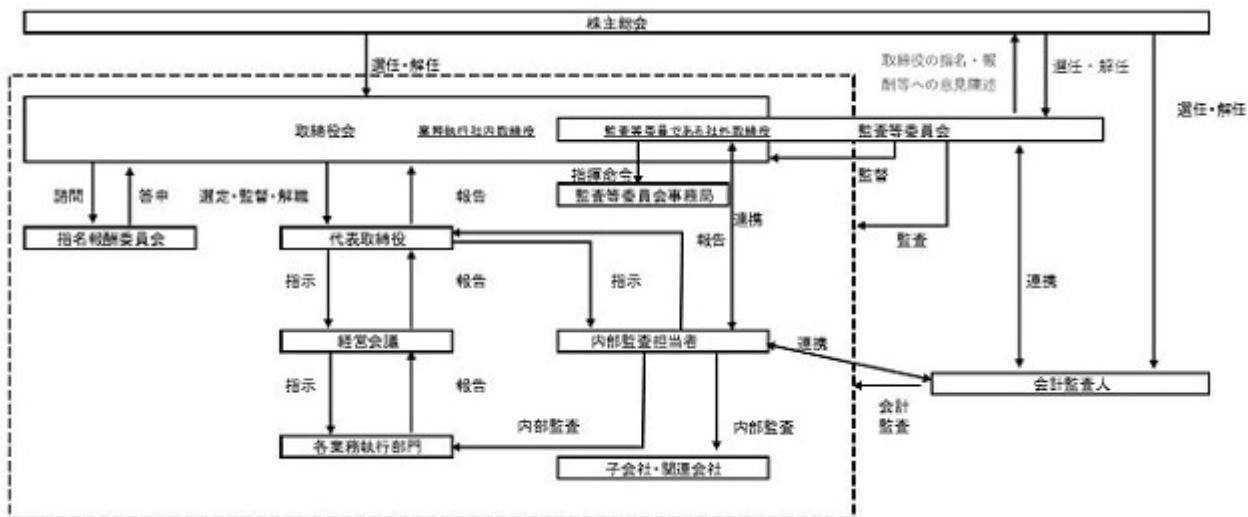 株主総会
選任・解任
取締役の指名・報
酬等への意見陳述
選任・解任
選任・解任
取締役会
業務執行社内取締役
監査等委員である社外取締役
監査等委員会
諮問
答申
選定・監督・解職
報告
指揮命令
監査等委員会事務局
監督
連携
指名報酬委員会
代表取締役
報告
監査
指示
報告
指示
連携
経営会議
内部監査担当者
連携
会計監査人
指示
報告
会計
監査
内部監査
内部監査
各業務執行部門
子会社・関連会社